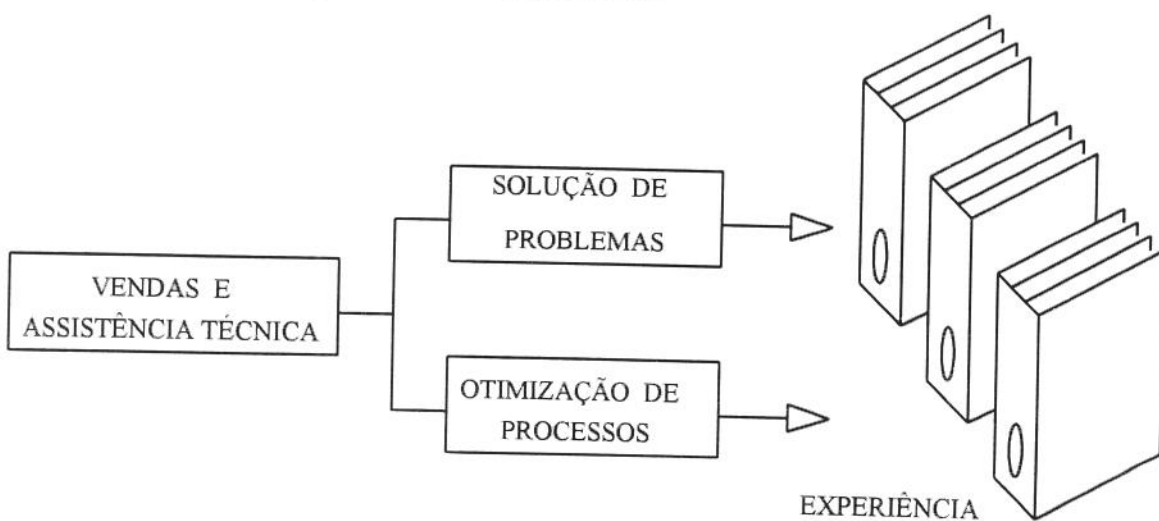 SOLUÇÃO DE
PROBLEMAS
VENDAS E
ASSISTÊNCIA TÉCNICA
OTIMIZAÇÃO DE
PROCESSOS
EXPERIÊNCIA